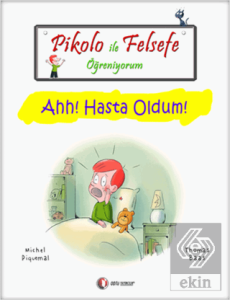 Pikolo ile Felsefe
Öğreniyorum
Ahh! Hasta Oldum!
Michel
Piquemal
Thomas
Baas
ekin